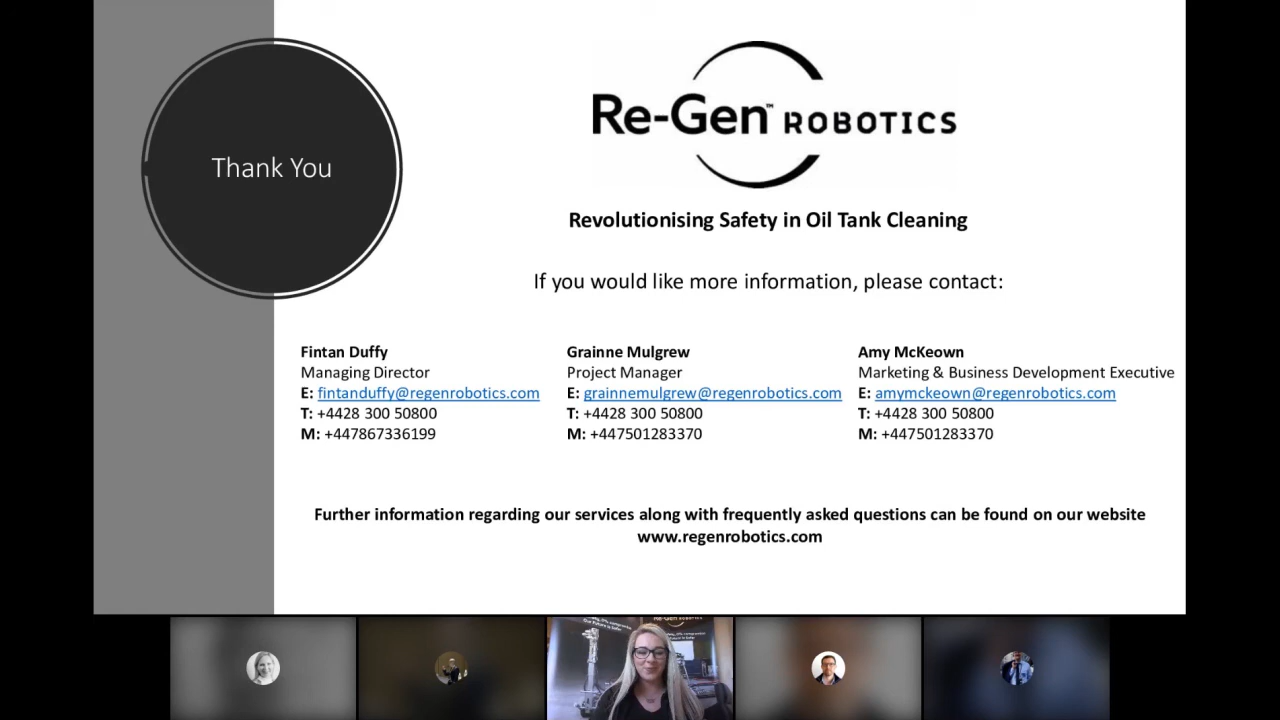 Thank You
Re-Gen™ ROBOTICS
Revolutionising Safety in Oil Tank Cleaning
If you would like more information, please contact:
Fintan Duffy
Managing Director
E: fintanduffy@regenrobotics.com
T: +4428 300 50800
M: +447867336199
Grainne Mulgrew
Project Manager
E: grainnemulgrew@regenrobotics.com
T: +4428 300 50800
M: +447501283370
Amy McKeown
Marketing & Business Development Executive
E: amymckeown@regenrobotics.com
T: +4428 300 50800
M: +447501283370
Further information regarding our services along with frequently asked questions can be found on our website
www.regenrobotics.com
Re-Gen ROBOTICS